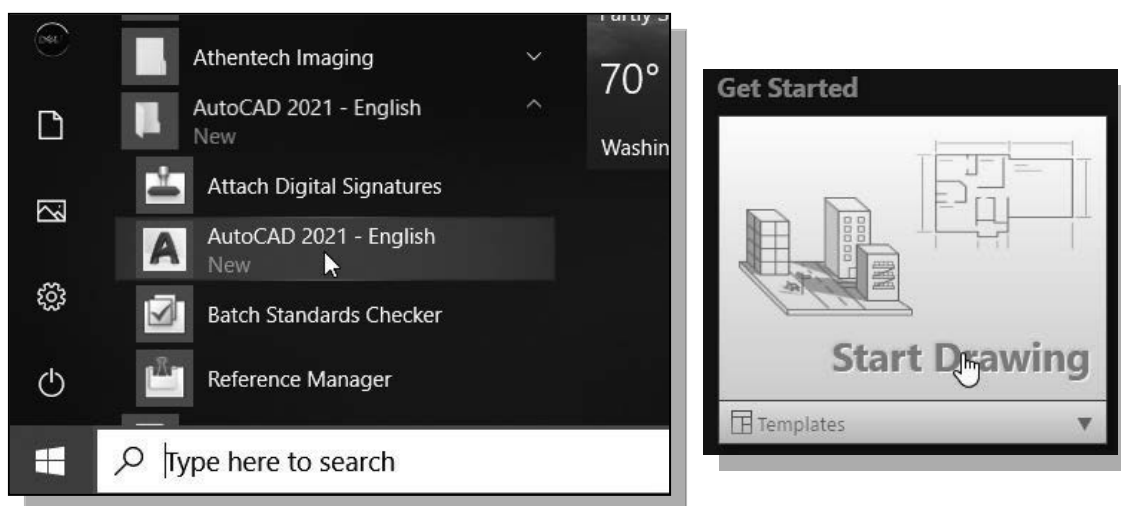 Athentech Imaging
70°
AutoCAD 2021 - English
New
Washin
Attach Digital Signatures
AutoCAD 2021 - English
New
Batch Standards Checker
Reference Manager
Type here to search
Get Started
Start Drawing
Templates